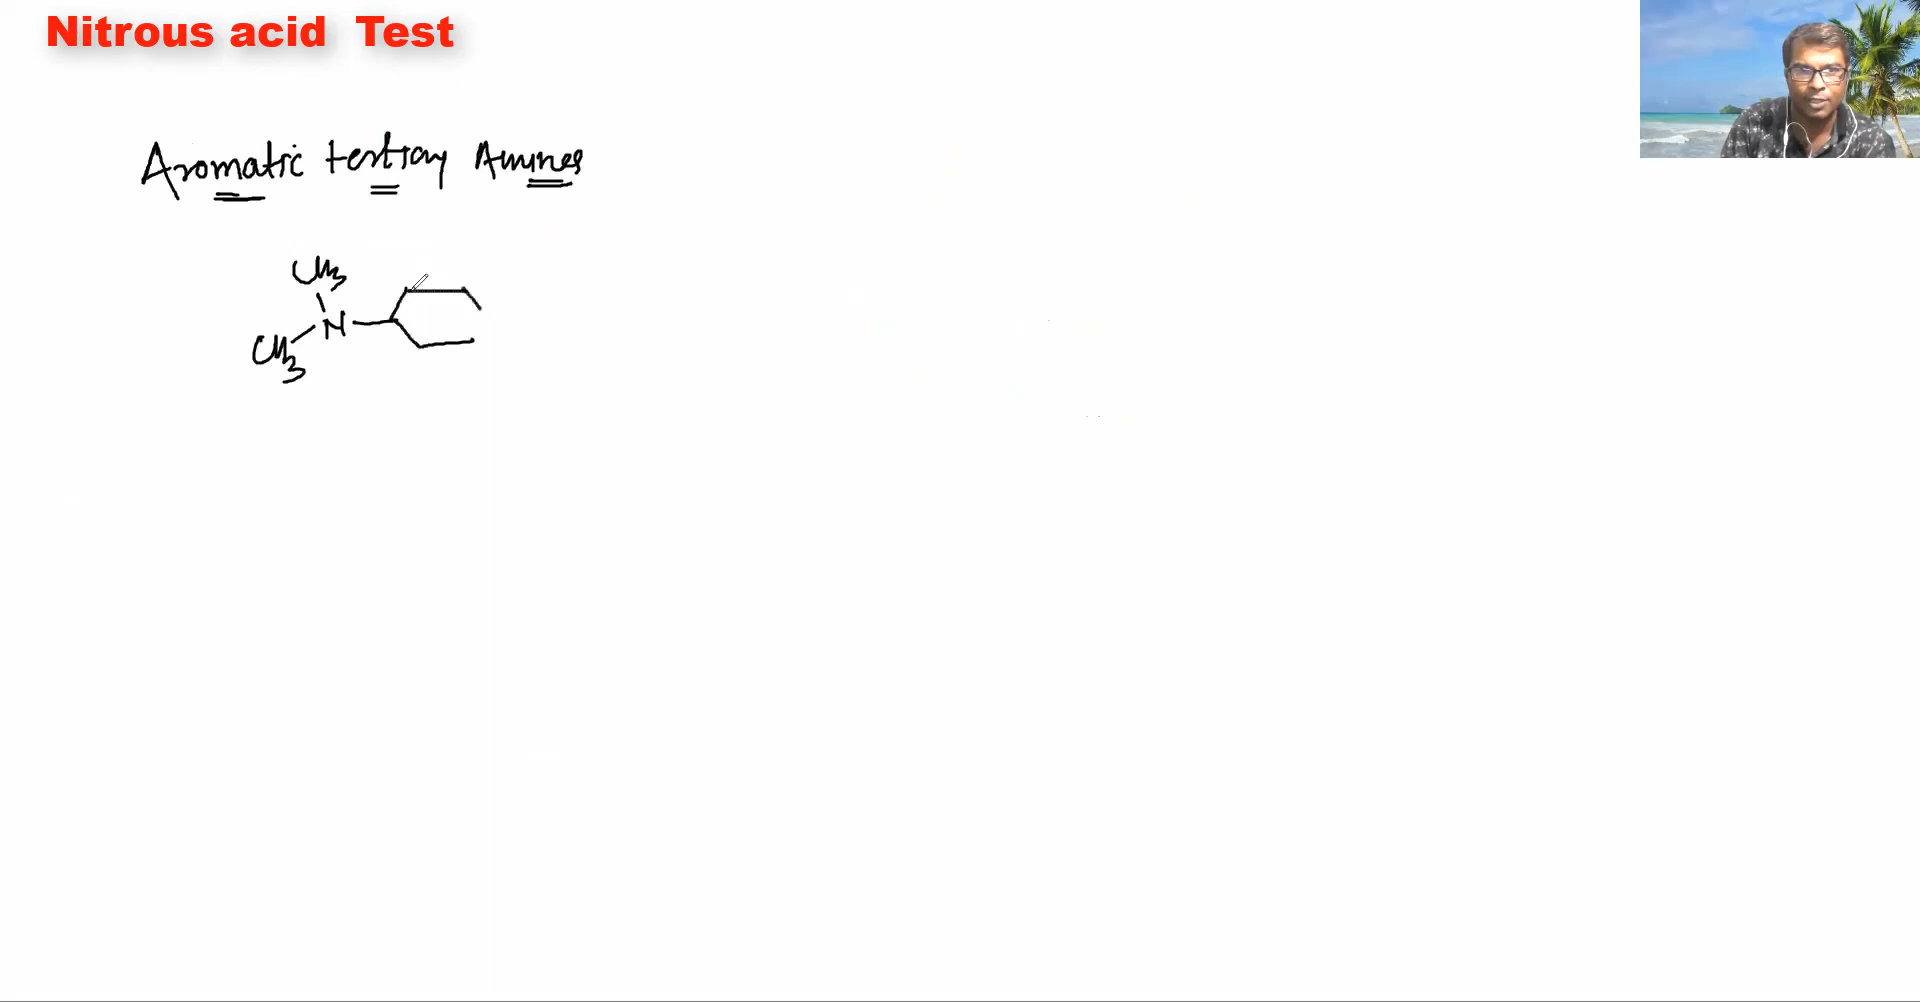 Nitrous acid Test
Aromatic tertiary Amines
CH3
N
CH3